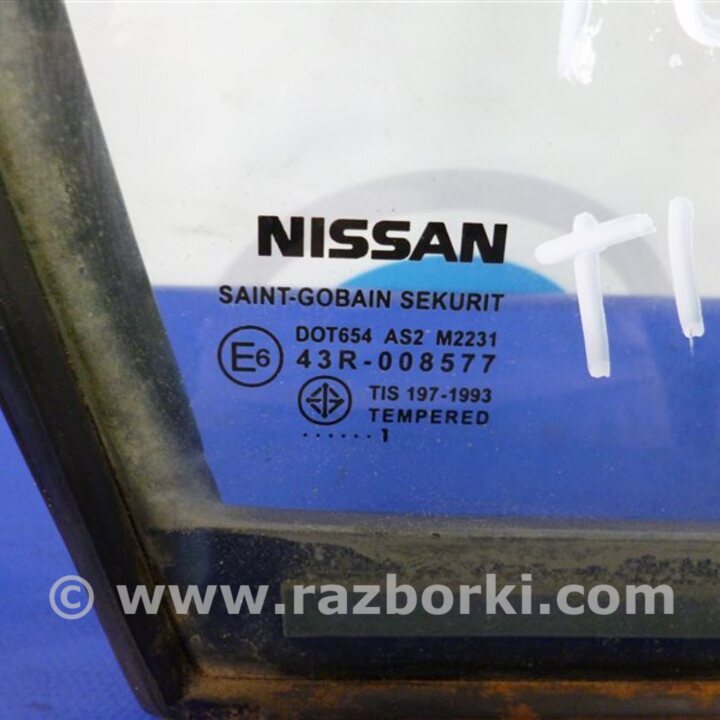 NISSAN
SAINT-GOBAIN SEKURIT
DOT654 AS2 M2231
E6 43R-008577
TIS 197-1993
TEMPERED
...... 1
© www.razborki.com